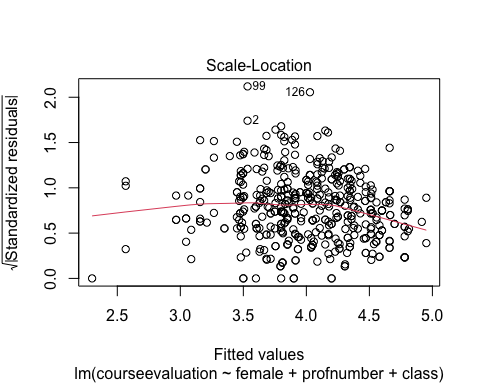 Scale-Location
√|Standardized residuals|
0.0 0.5 1.0 1.5 2.0
99
126
2
2.5 3.0 3.5 4.0 4.5 5.0
Fitted values
lm(courseevaluation ~ female + profnumber + class)